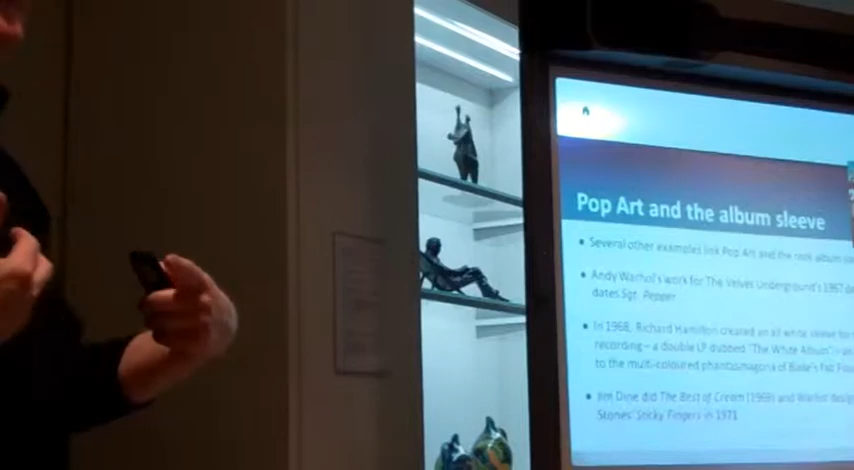 Pop Art and the album sleeve
Several other examples link Pop Art and the rock album
Andy Warhol's work for The Velvet Underground's 1967
dates Sgt. Pepper
In 1968, Richard Hamilton created an all white sleeve for
recording – a double LP dubbed "The White Album" –
to the multi-coloured phantasmagoria of Blake's
Jim Dine did The Best of Cream (1969) and Warhol
Stones' Sticky Fingers in 1971